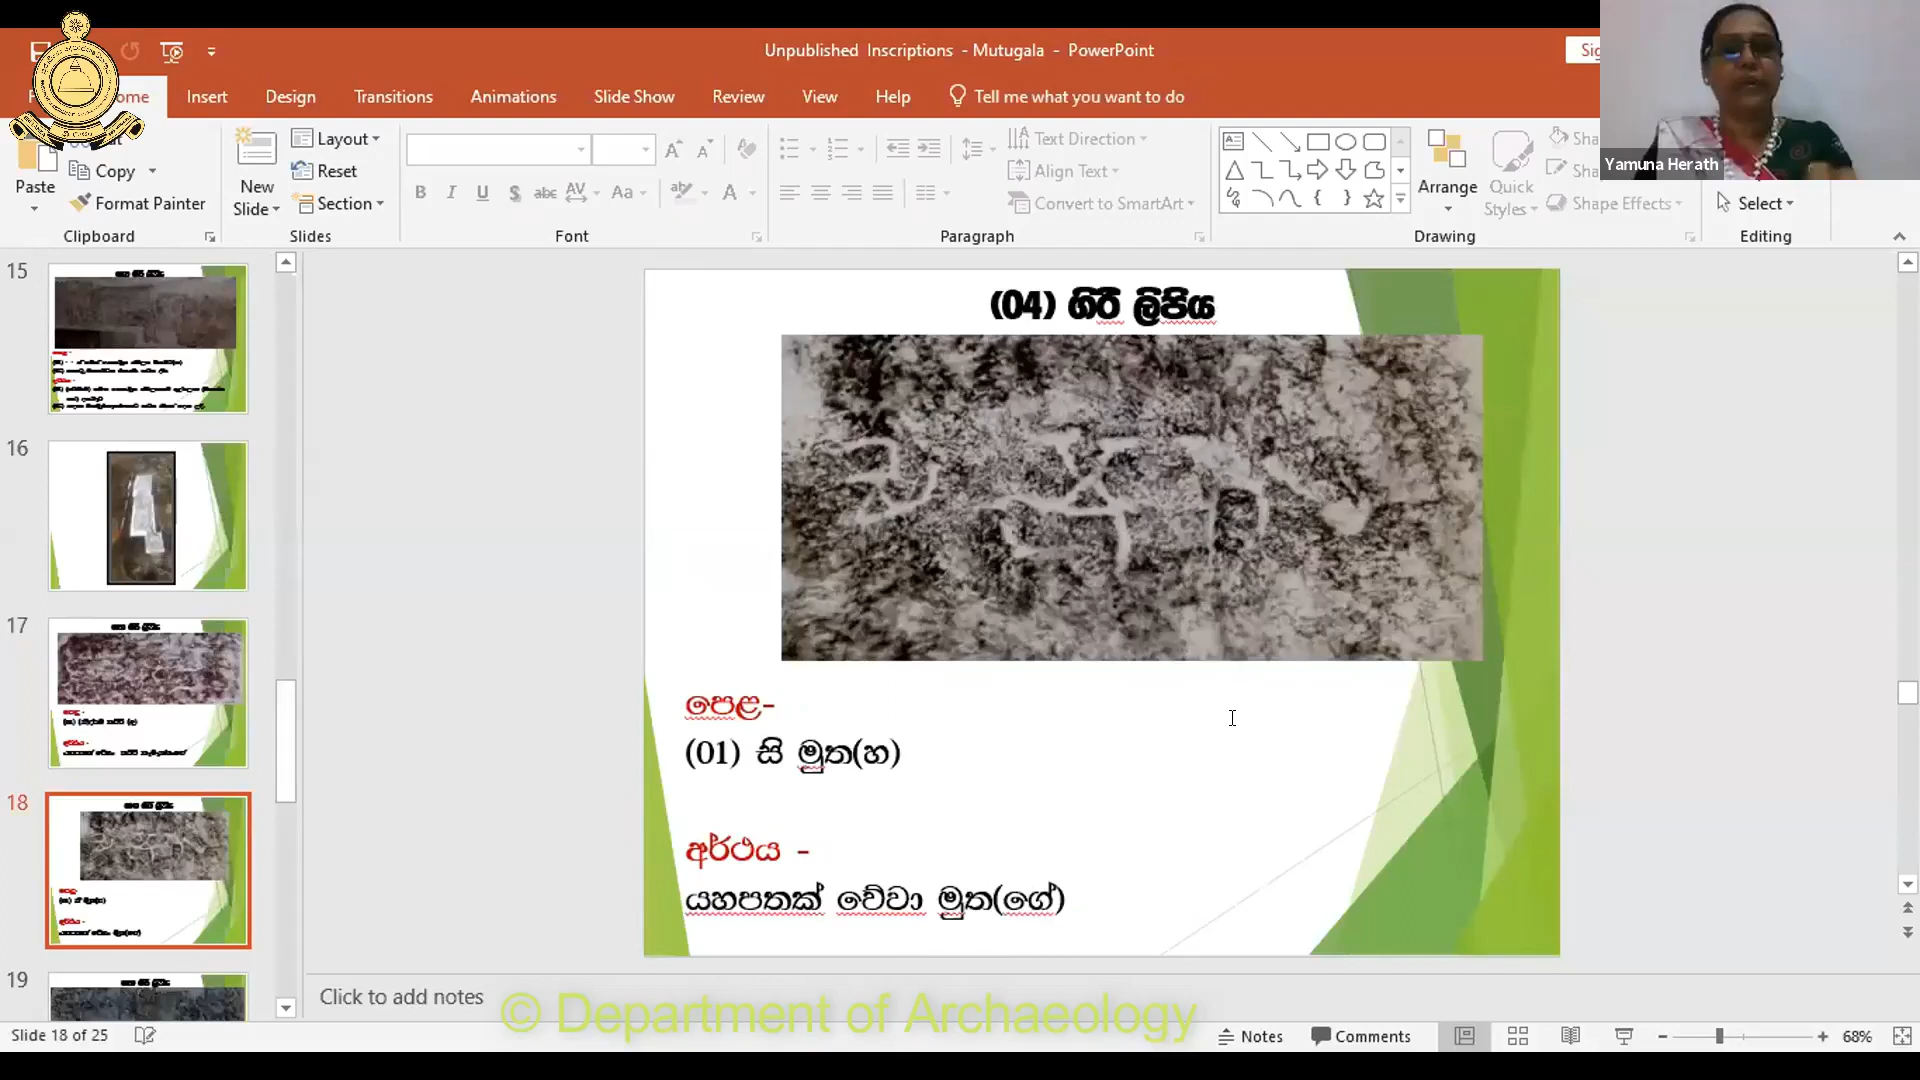 Unpublished Inscriptions - Mutugala - PowerPoint
Insert
Design
Transitions
Animations
Slide Show
Review
View
Help
Tell me what you want to do
Paste
Copy
Format Painter
Clipboard
New Slide
Layout
Reset
Section
Slides
Font
Text Direction
Align Text
Convert to SmartArt
Paragraph
Arrange
Quick Styles
Shape Effects
Drawing
Select
Editing
Yamuna Herath
15
16
17
18
19
(04) ගිරි ලිපිය
පෙළ-
(01) සි මුත(හ)
අර්ථය -
යහපතක් වේවා මුත(ගේ)
Click to add notes
© Department of Archaeology
Slide 18 of 25
Notes
Comments
68%